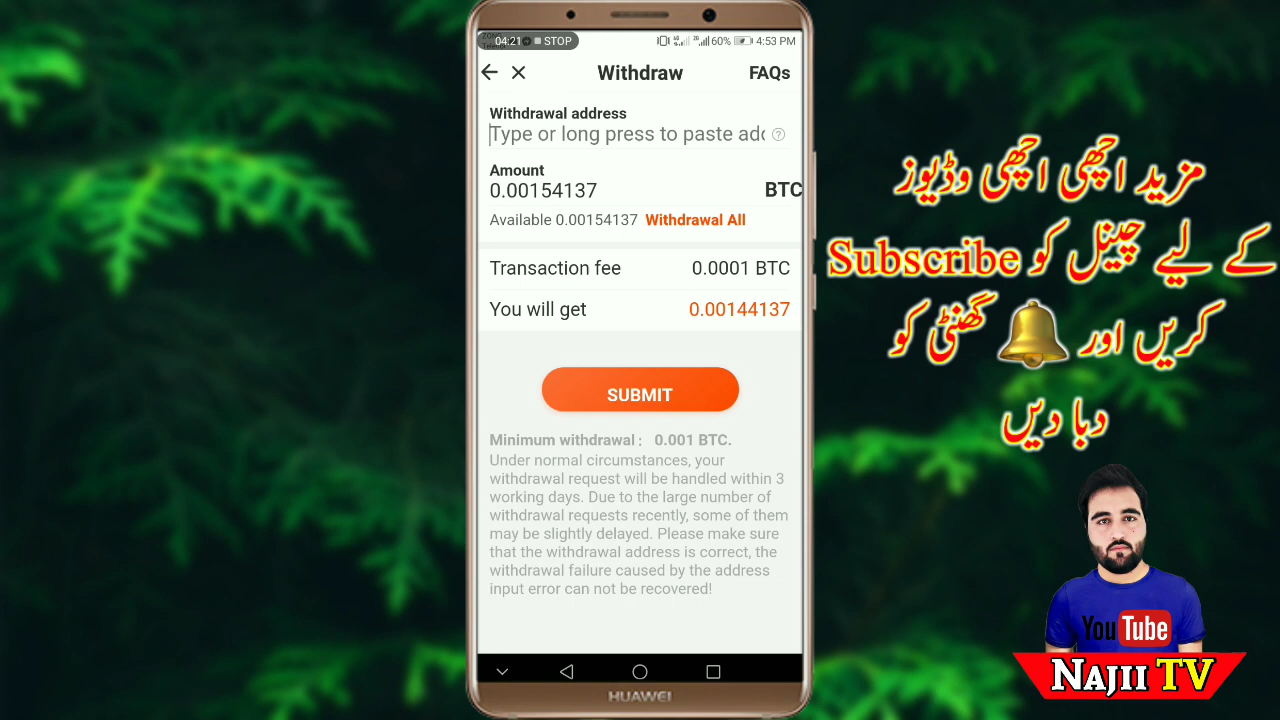 04:21 STOP
60% 4:53 PM
Withdraw
FAQs
Withdrawal address
Type or long press to paste adc
Amount
0.00154137
BTC
Available 0.00154137 Withdrawal All
Transaction fee
0.0001 BTC
You will get
0.00144137
SUBMIT
Minimum withdrawal : 0.001 BTC.
Under normal circumstances, your
withdrawal request will be handled within 3
working days. Due to the large number of
withdrawal requests recently, some of them
may be slightly delayed. Please make sure
that the withdrawal address is correct, the
withdrawal failure caused by the address
input error can not be recovered!
HUAWEI
مزید اچھی اچھی وڈیوز
کے لیے چینل کو Subscribe
کریں اور 🔔 گھنٹی کو
دبا دیں
YouTube
NAJII TV